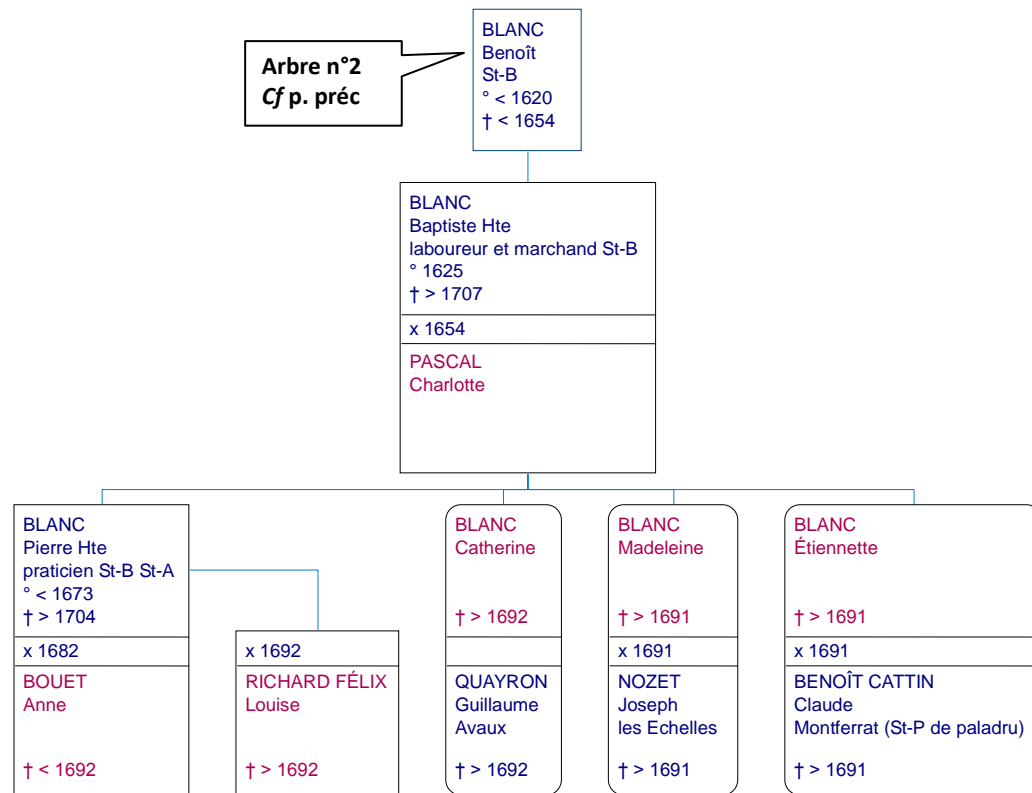 Arbre n°2
Cf p. préc
BLANC
Benoît
St-B
° < 1620
† < 1654
BLANC
Baptiste Hte
laboureur et marchand St-B
° 1625
† > 1707
x 1654
PASCAL
Charlotte
BLANC
Pierre Hte
praticien St-B St-A
° < 1673
† > 1704
x 1682
BOUET
Anne
† < 1692
x 1692
RICHARD FÉLIX
Louise
† > 1692
BLANC
Catherine
† > 1692
QUAYRON
Guillaume
Avaux
† > 1692
BLANC
Madeleine
† > 1691
x 1691
NOZET
Joseph
les Echelles
† > 1691
BLANC
Étiennette
† > 1691
x 1691
BENOÎT CATTIN
Claude
Montferrat (St-P de paladru)
† > 1691